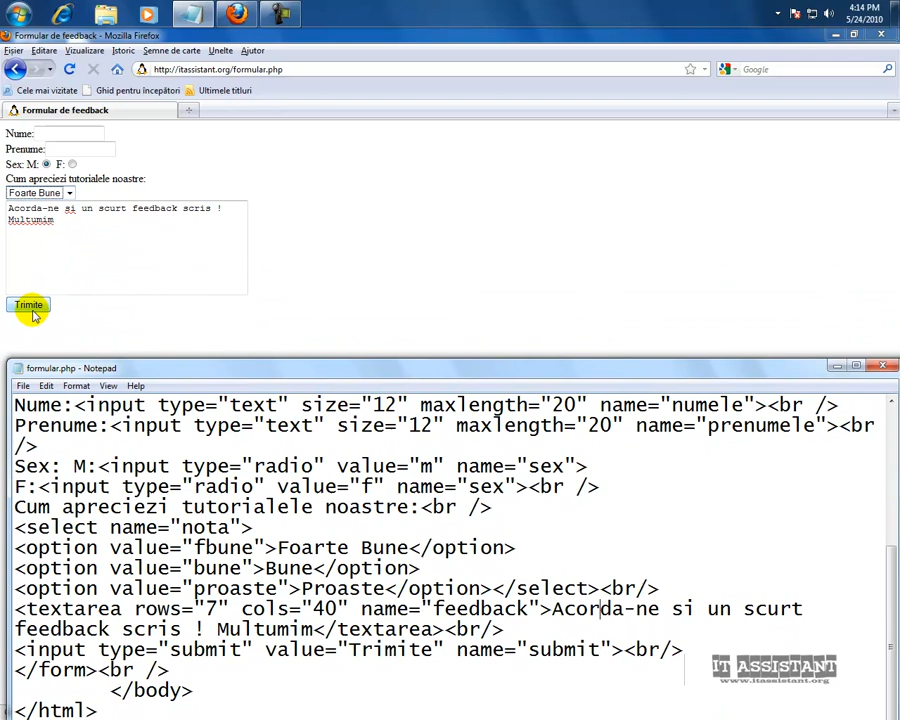 4:14 PM
5/24/2010
Formular de feedback - Mozilla Firefox
Fișier Editare Vizualizare Istoric Semne de carte Unelte Ajutor
http://itassistant.org/formular.php
Google
Cele mai vizitate Ghid pentru începători Ultimele titluri
Formular de feedback
Nume:
Prenume:
Sex: M: F:
Cum apreciezi tutorialele noastre:
Foarte Bune
Acorda-ne si un scurt feedback scris !
Multumim
Trimite
formular.php - Notepad
File Edit Format View Help
Nume:<input type="text" size="12" maxlength="20" name="numele"><br />
Prenume:<input type="text" size="12" maxlength="20" name="prenumele"><br
/>
Sex: M:<input type="radio" value="m" name="sex">
F:<input type="radio" value="f" name="sex"><br />
Cum apreciezi tutorialele noastre:<br />
<select name="nota">
<option value="fbune">Foarte Bune</option>
<option value="bune">Bune</option>
<option value="proaste">Proaste</option></select><br/>
<textarea rows="7" cols="40" name="feedback">Acorda-ne si un scurt
feedback scris ! Multumim</textarea><br/>
<input type="submit" value="Trimite" name="submit"><br/>
</form><br />
</body>
</html>
IT ASSISTANT
www.itassistant.org